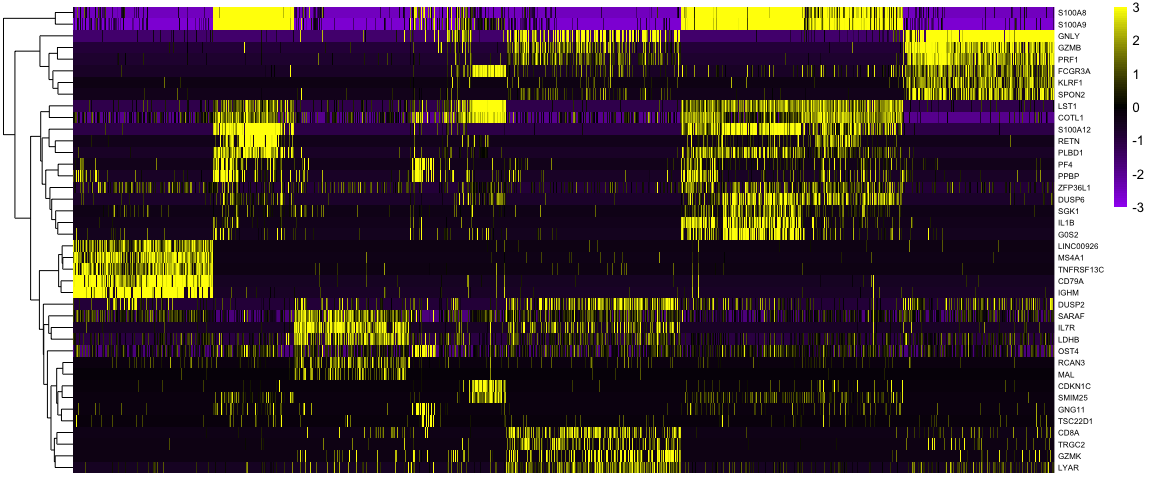 S100A8
S100A9
GNLY
GZMB
PRF1
FCGR3A
KLRF1
SPON2
LST1
COTL1
S100A12
RETN
PLBD1
PF4
PPBP
ZFP36L1
DUSP6
SGK1
IL1B
G0S2
LINC00926
MS4A1
TNFRSF13C
CD79A
IGHM
DUSP2
SARAF
IL7R
LDHB
OST4
RCAN3
MAL
CDKN1C
SMIM25
GNG11
TSC22D1
CD8A
TRGC2
GZMK
LYAR
3
2
1
0
-1
-2
-3